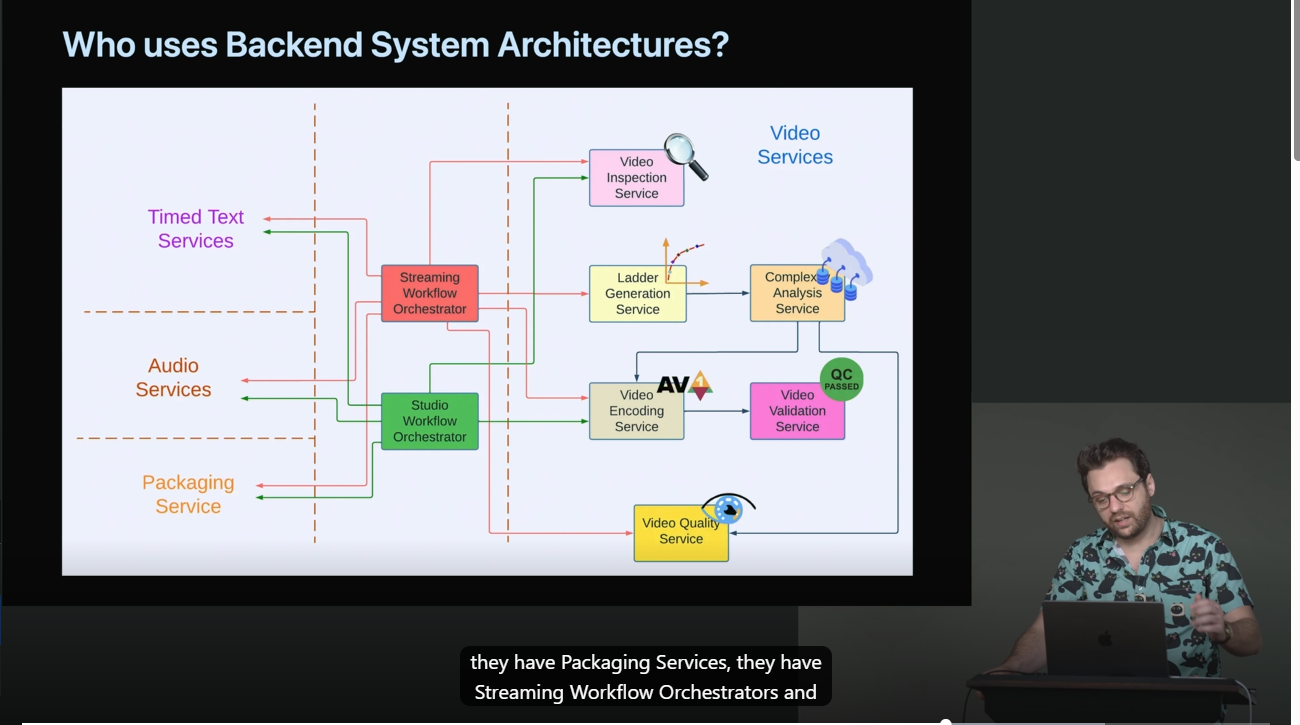 Who uses Backend System Architectures?
Video
Services
Video
Inspection
Service
Timed Text
Services
Streaming
Workflow
Orchestrator
Ladder
Generation
Service
Analysis
Service
Audio
Services
Studio
Workflow
Orchestrator
AV1
Video
Encoding
Service
QC
PASSED
Video
Validation
Service
Packaging
Service
Video Quality
Service
they have Packaging Services, they have
Streaming Workflow Orchestrators and